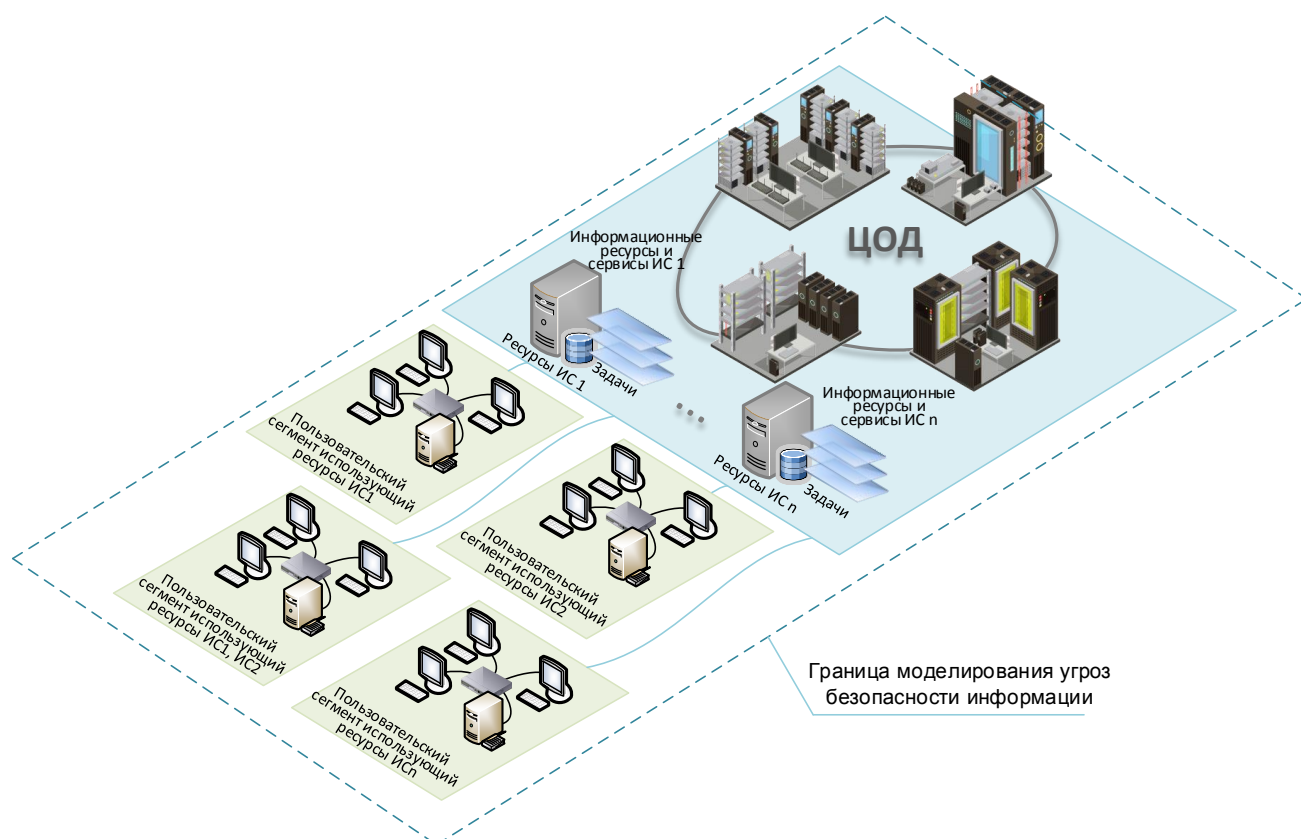 ЦОД
Информационные
ресурсы и
сервисы ИС 1
Ресурсы ИС 1
Задачи
...
Информационные
ресурсы и
сервисы ИС n
Ресурсы ИС n
Задачи
Пользовательский
сегмент использующий
ресурсы ИС1
Пользовательский
сегмент использующий
ресурсы ИС2
Пользовательский
сегмент использующий
ресурсы ИС1, ИС2
Пользовательский
сегмент использующий
ресурсы ИСn
Граница моделирования угроз
безопасности информации